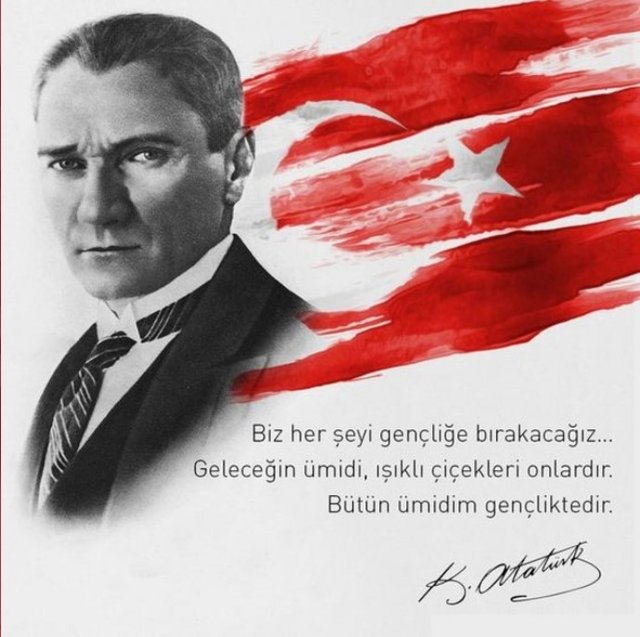 Biz her şeyi gençliğe bırakacağız...
Geleceğin ümidi, ışıklı çiçekleri onlardır.
Bütün ümidim gençliktedir.
K. Atatürk